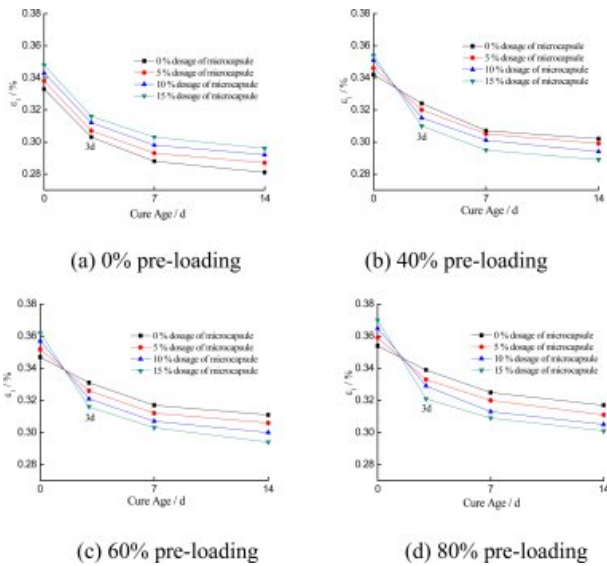 0.38
0.36
0.34
0.32
0.30
0.28
ε₁ / %
0 % dosage of microcapsule
5 % dosage of microcapsule
10 % dosage of microcapsule
15 % dosage of microcapsule
3d
0
7
14
Cure Age / d
(a) 0% pre-loading
0.38
0.36
0.34
0.32
0.30
0.28
ε₁ / %
0 % dosage of microcapsule
5 % dosage of microcapsule
10 % dosage of microcapsule
15 % dosage of microcapsule
3d
0
7
14
Cure Age / d
(b) 40% pre-loading
0.38
0.36
0.34
0.32
0.30
0.28
ε₁ / %
0 % dosage of microcapsule
5 % dosage of microcapsule
10 % dosage of microcapsule
15 % dosage of microcapsule
3d
0
7
14
Cure Age / d
(c) 60% pre-loading
0.38
0.36
0.34
0.32
0.30
0.28
ε₁ / %
0 % dosage of microcapsule
5 % dosage of microcapsule
10 % dosage of microcapsule
15 % dosage of microcapsule
3d
0
7
14
Cure Age / d
(d) 80% pre-loading